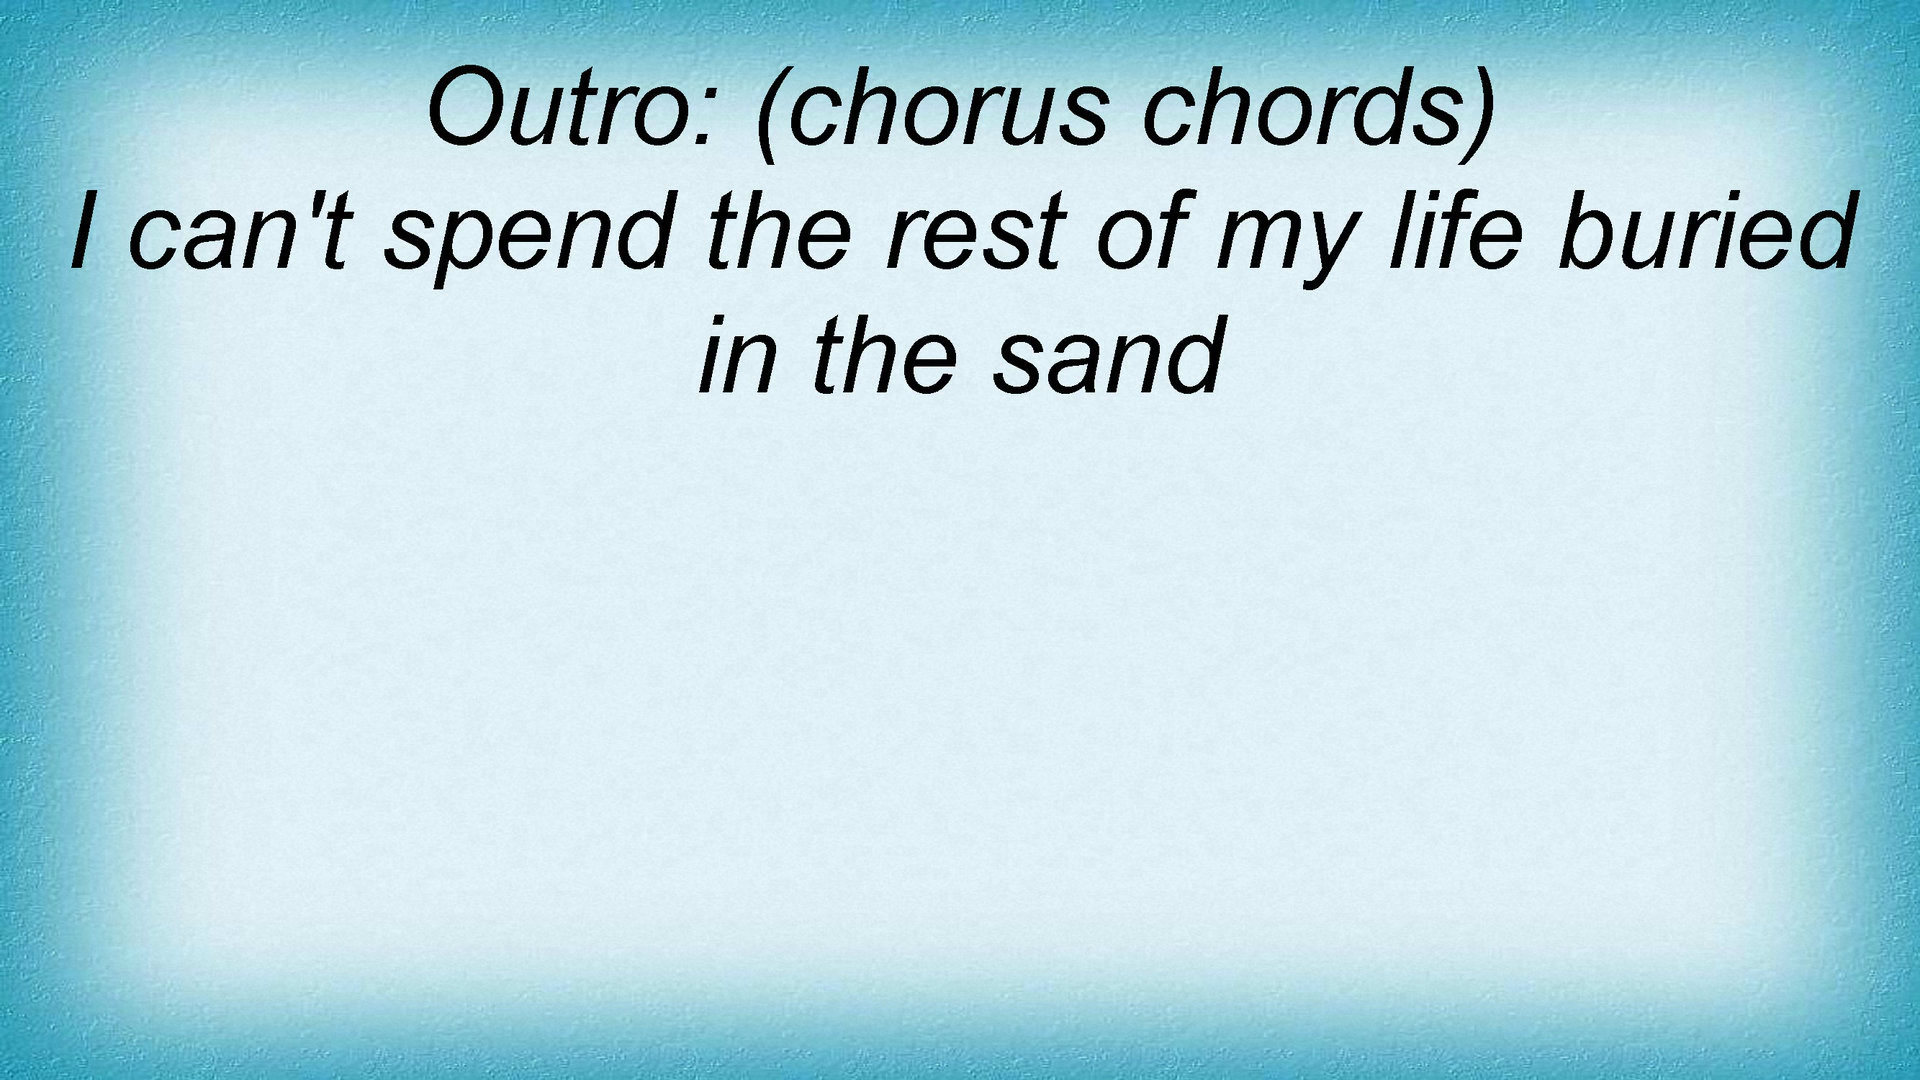 Outro: (chorus chords)
I can't spend the rest of my life buried
in the sand